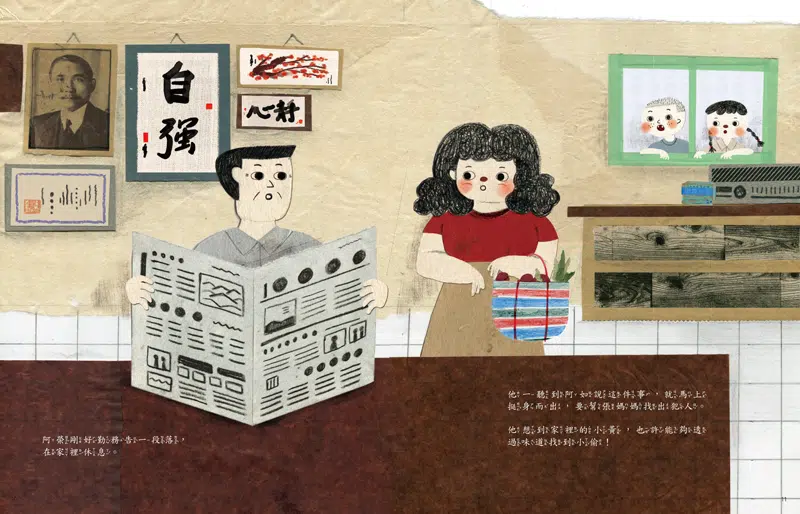 自
强
心静
阿榮剛好勤務告一段落，
在家裡休息。
他一聽到阿如說這件事，就馬上
挺身而出，要幫張媽媽找出犯人。
他想到家裡的小黃，也許能夠透
過味道找到小偷！